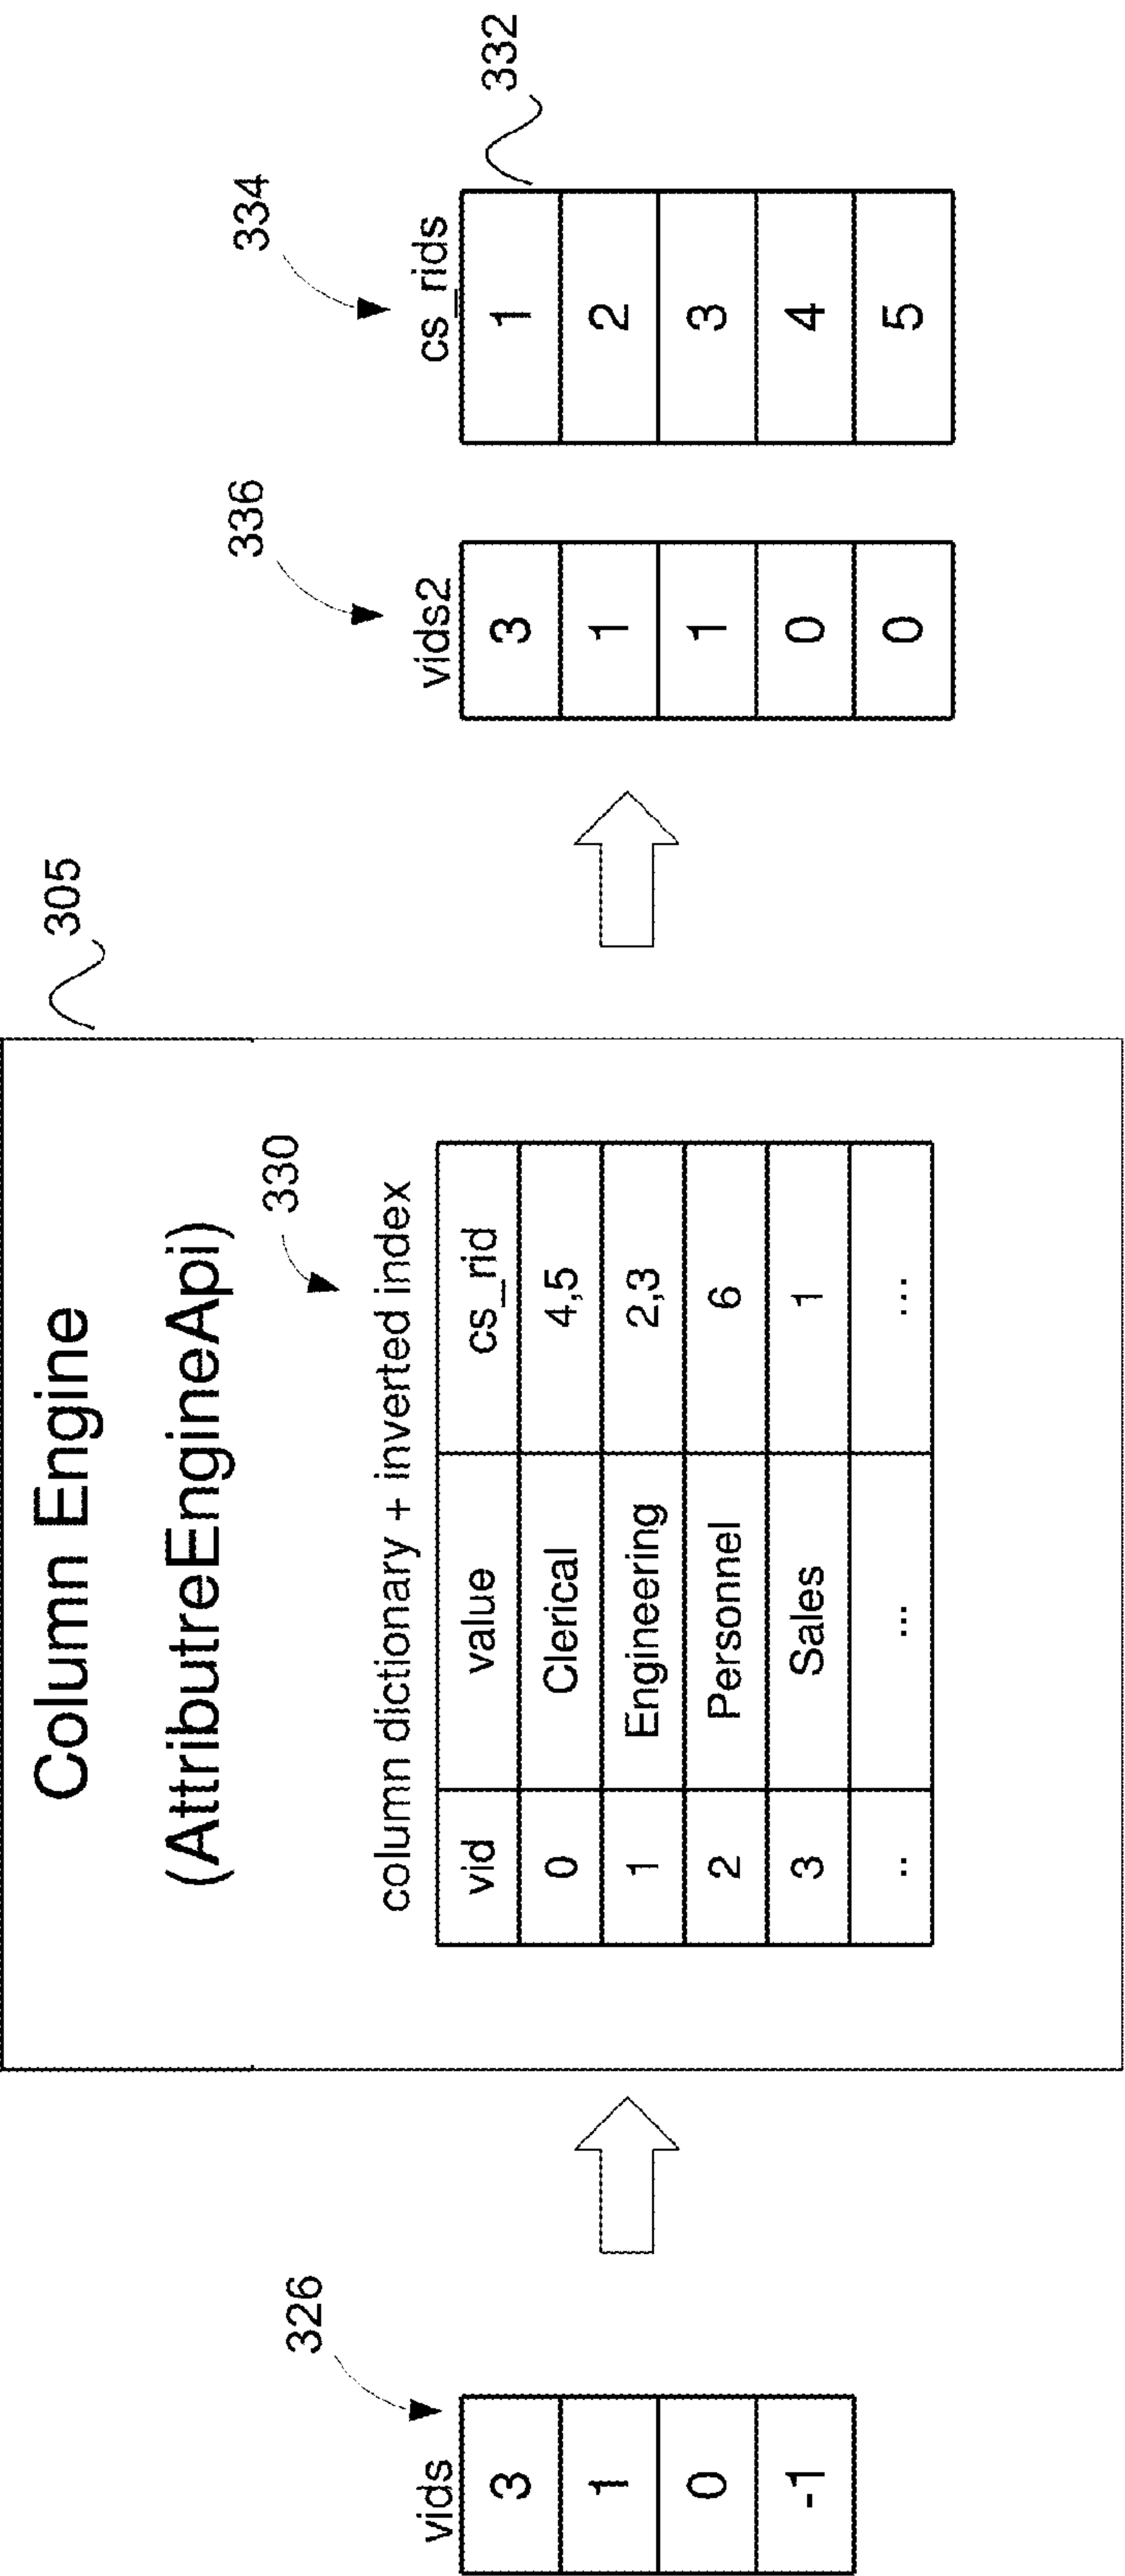 Column Engine
(AttributreEngineApi)
305
326
vids
3
1
0
-1
330
column dictionary + inverted index
vid value cs_rid
0 Clerical 4,5
1 Engineering 2,3
2 Personnel 6
3 Sales 1
.. ... ...
336
vids2
3
1
1
0
0
334
cs_rids
332
1
2
3
4
5